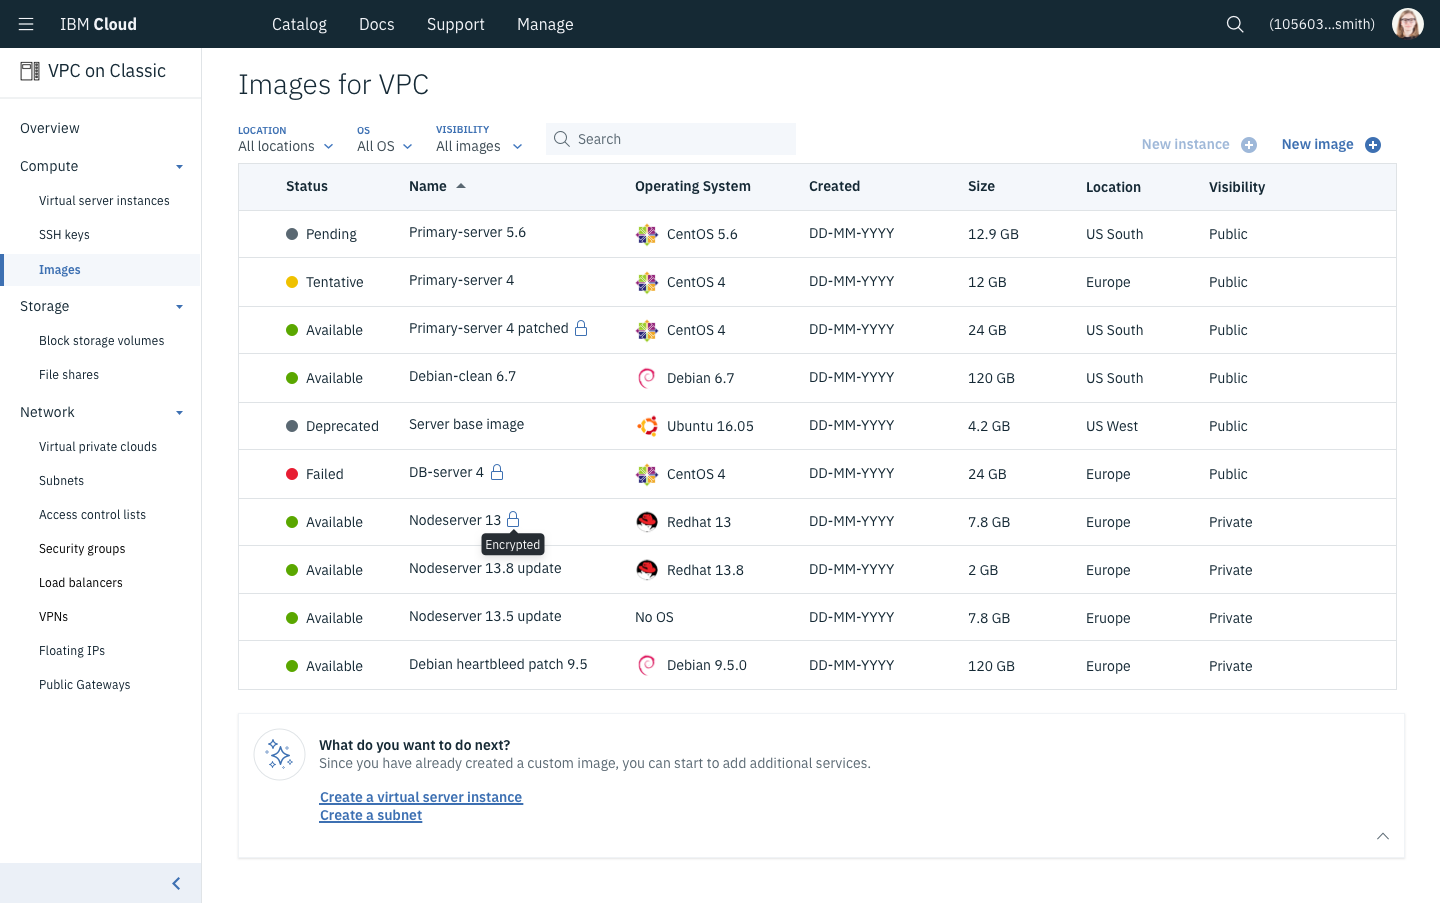 IBM Cloud Catalog Docs Support Manage (105603...smith)
VPC on Classic
Overview
Compute
Virtual server instances
SSH keys
Images
Storage
Block storage volumes
File shares
Network
Virtual private clouds
Subnets
Access control lists
Security groups
Load balancers
VPNs
Floating IPs
Public Gateways
Images for VPC
LOCATION OS VISIBILITY
All locations All OS All images Search New instance New image
Status Name Operating System Created Size Location Visibility
Pending Primary-server 5.6 CentOS 5.6 DD-MM-YYYY 12.9 GB US South Public
Tentative Primary-server 4 CentOS 4 DD-MM-YYYY 12 GB Europe Public
Available Primary-server 4 patched CentOS 4 DD-MM-YYYY 24 GB US South Public
Available Debian-clean 6.7 Debian 6.7 DD-MM-YYYY 120 GB US South Public
Deprecated Server base image Ubuntu 16.05 DD-MM-YYYY 4.2 GB US West Public
Failed DB-server 4 CentOS 4 DD-MM-YYYY 24 GB Europe Public
Available Nodeserver 13 Redhat 13 DD-MM-YYYY 7.8 GB Europe Private
Encrypted
Available Nodeserver 13.8 update Redhat 13.8 DD-MM-YYYY 2 GB Europe Private
Available Nodeserver 13.5 update No OS DD-MM-YYYY 7.8 GB Eruope Private
Available Debian heartbleed patch 9.5 Debian 9.5.0 DD-MM-YYYY 120 GB Europe Private
What do you want to do next?
Since you have already created a custom image, you can start to add additional services.
Create a virtual server instance
Create a subnet